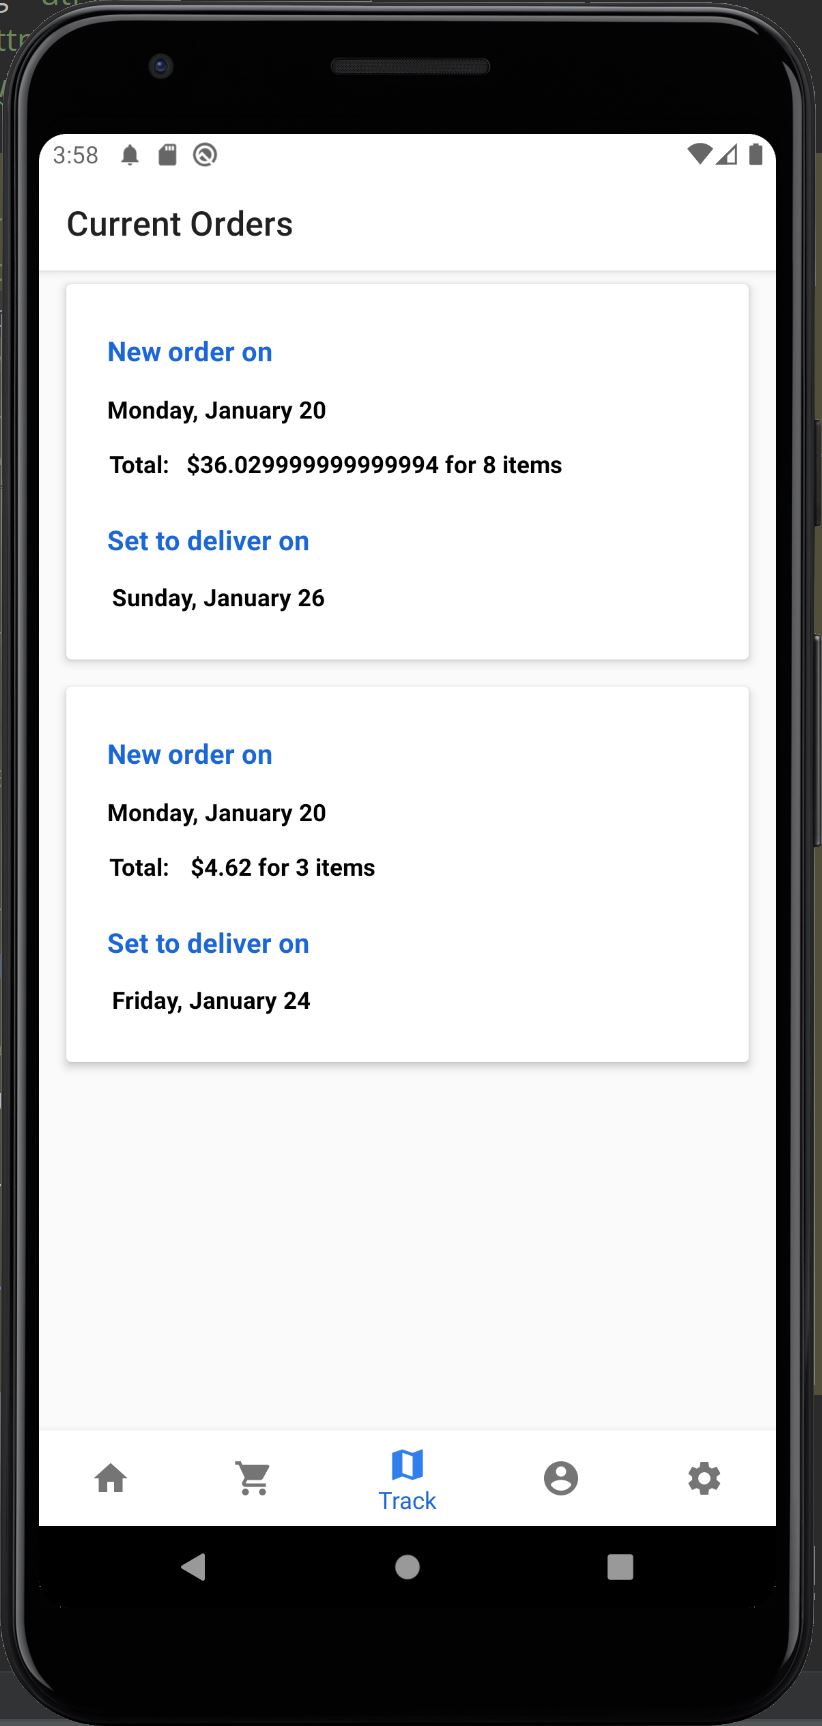 3:58
Current Orders
New order on
Monday, January 20
Total: $36.029999999999994 for 8 items
Set to deliver on
Sunday, January 26
New order on
Monday, January 20
Total: $4.62 for 3 items
Set to deliver on
Friday, January 24
Track